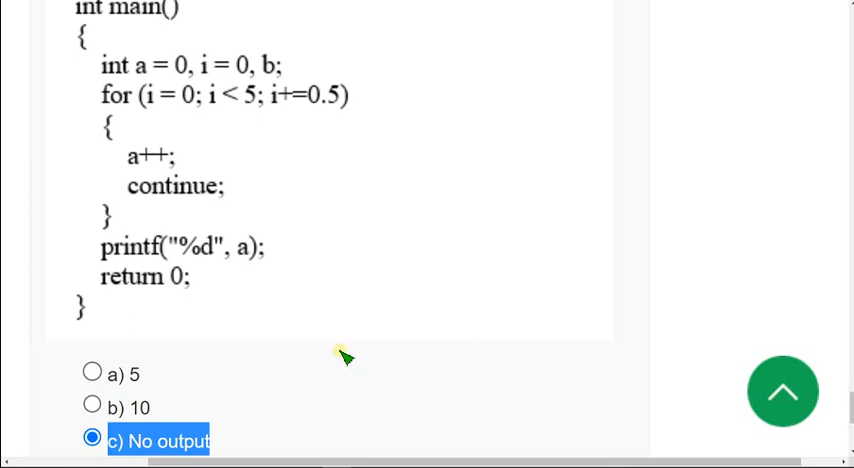 int main()
{
int a = 0, i = 0, b;
for (i = 0; i < 5; i+=0.5)
{
a++;
continue;
}
printf("%d", a);
return 0;
}
a) 5
b) 10
c) No output